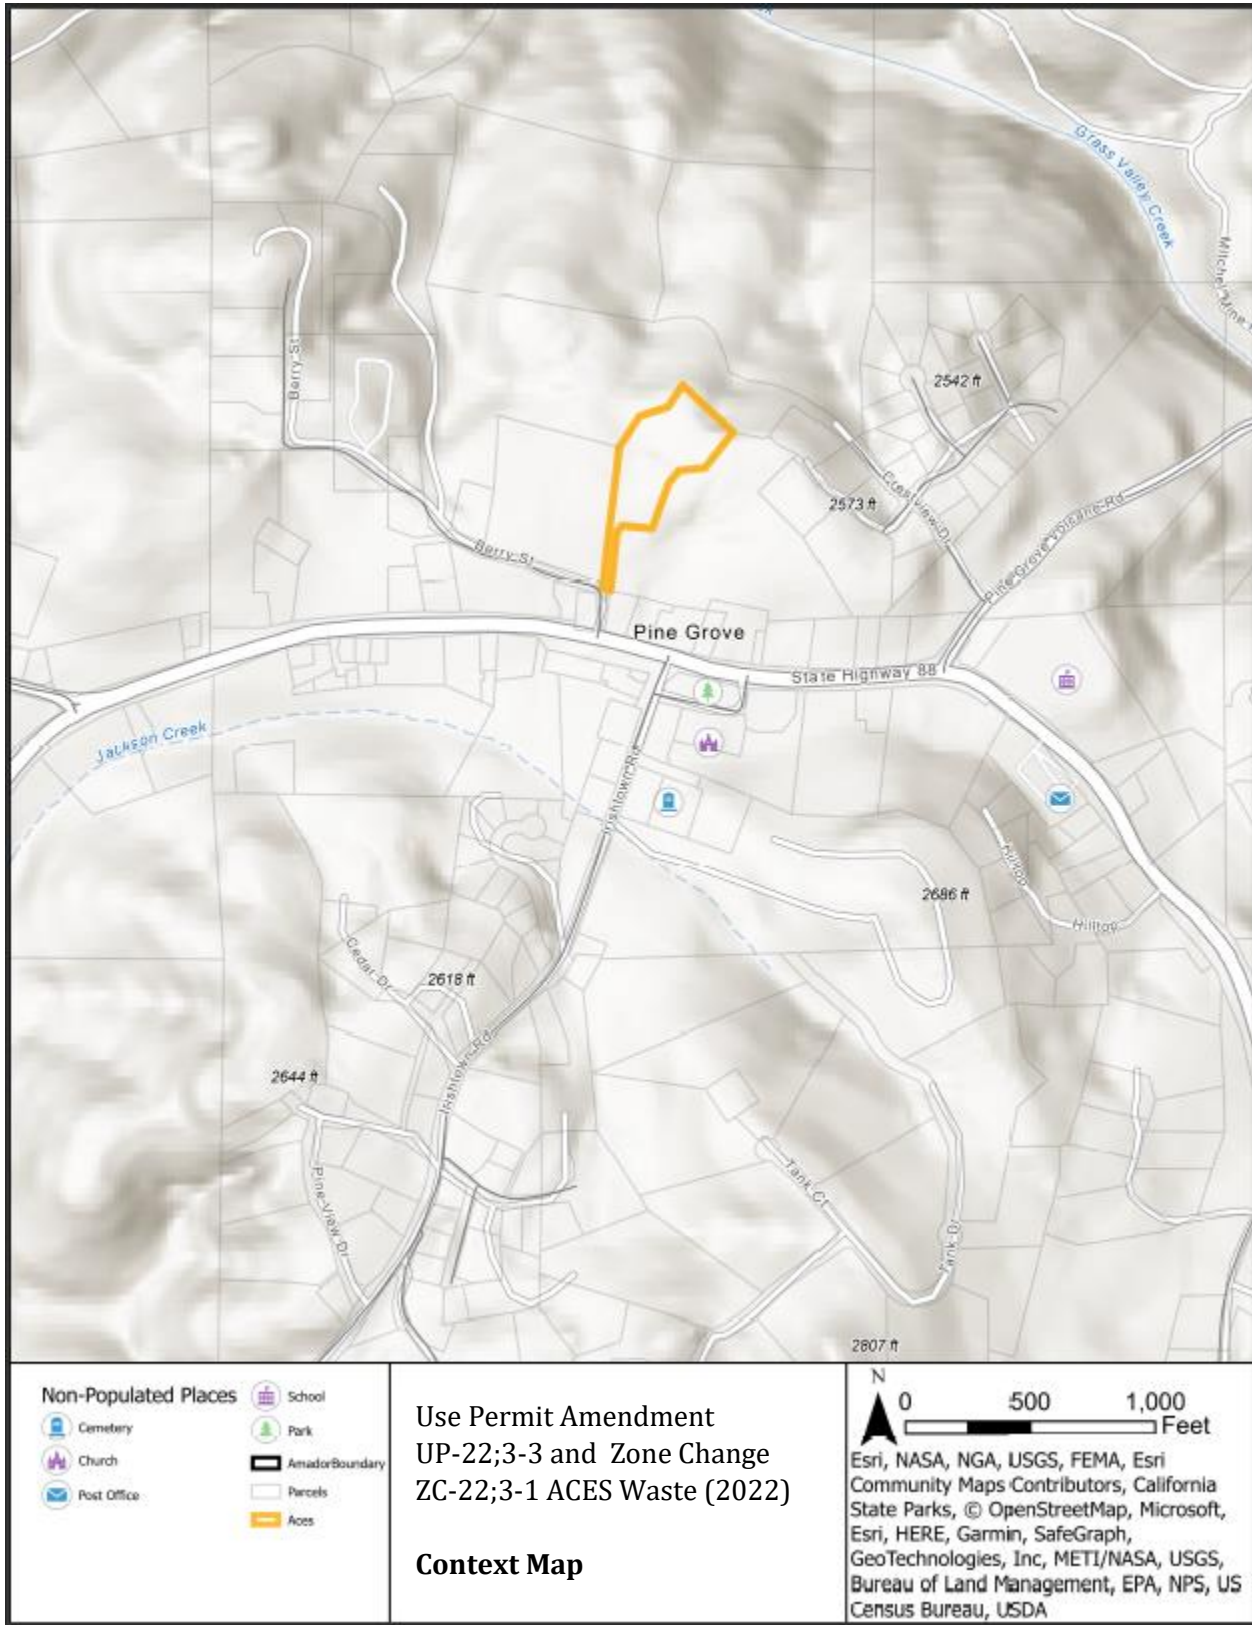 Grass Valley Creek
Mitchel Mine
Berry St
2542 ft
2573 ft
Crestview Dr
Pine Grove Volcano Rd
Berry St
Pine Grove
State Highway 88
Jackson Creek
Irishtown Rd
Hilltop
2686 ft
Hilltop
Cedar Dr
2618 ft
Irishtown Rd
2644 ft
Pine View Dr
Tank Ct
Tank Dr
2807 ft
Non-Populated Places
Cemetery
Church
Post Office
School
Park
AmadorBoundary
Parcels
Aces
Use Permit Amendment
UP-22;3-3 and Zone Change
ZC-22;3-1 ACES Waste (2022)
Context Map
N
0 500 1,000
Feet
Esri, NASA, NGA, USGS, FEMA, Esri
Community Maps Contributors, California
State Parks, © OpenStreetMap, Microsoft,
Esri, HERE, Garmin, SafeGraph,
GeoTechnologies, Inc, METI/NASA, USGS,
Bureau of Land Management, EPA, NPS, US
Census Bureau, USDA